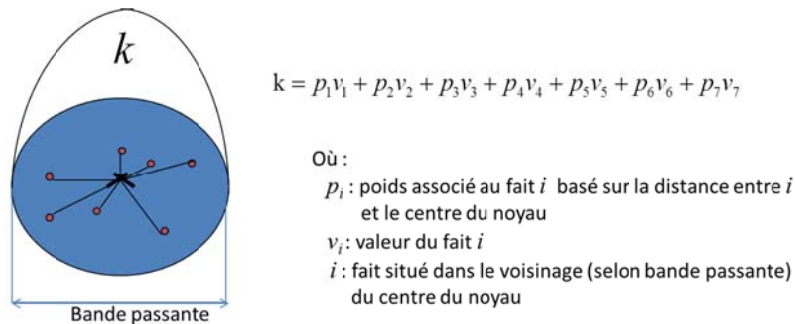 k
k = p₁v₁ + p₂v₂ + p₃v₃ + p₄v₄ + p₅v₅ + p₆v₆ + p₇v₇
Où :
pᵢ : poids associé au fait i basé sur la distance entre i
et le centre du noyau
vᵢ : valeur du fait i
i : fait situé dans le voisinage (selon bande passante)
du centre du noyau
Bande passante